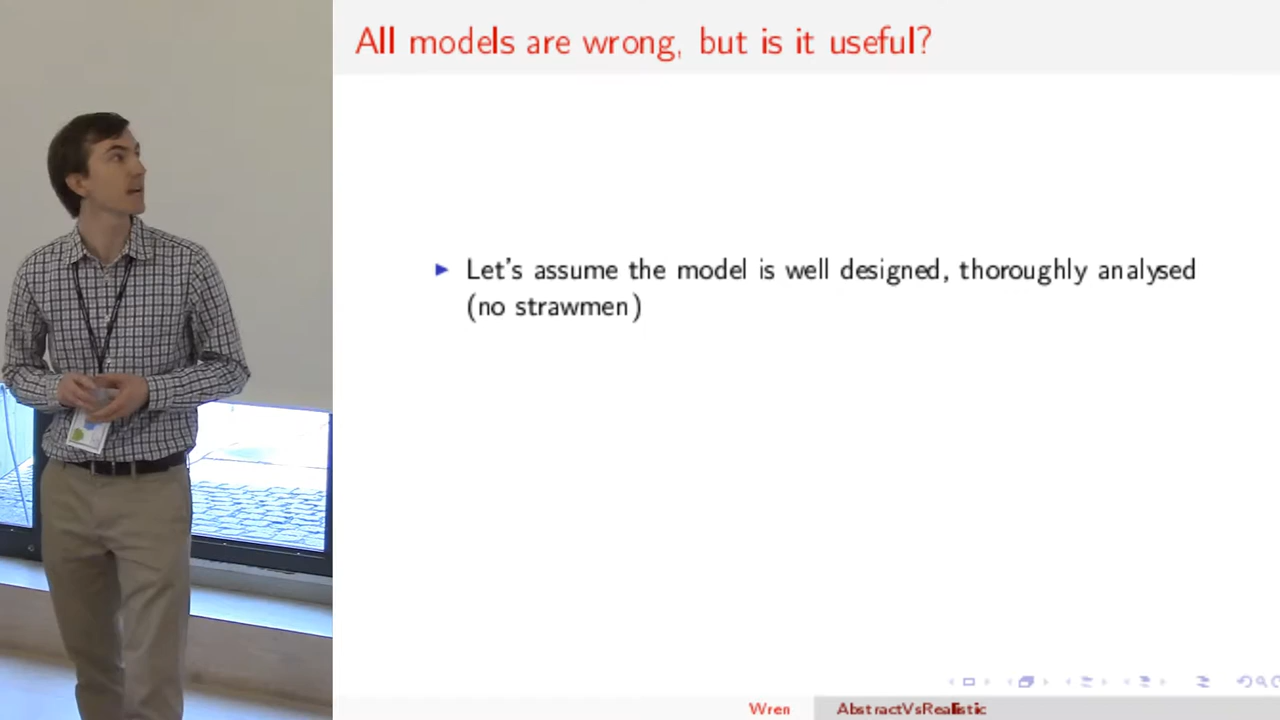 All models are wrong, but is it useful?
Let's assume the model is well designed, thoroughly analysed
(no strawmen)
Wren
AbstractVsRealistic